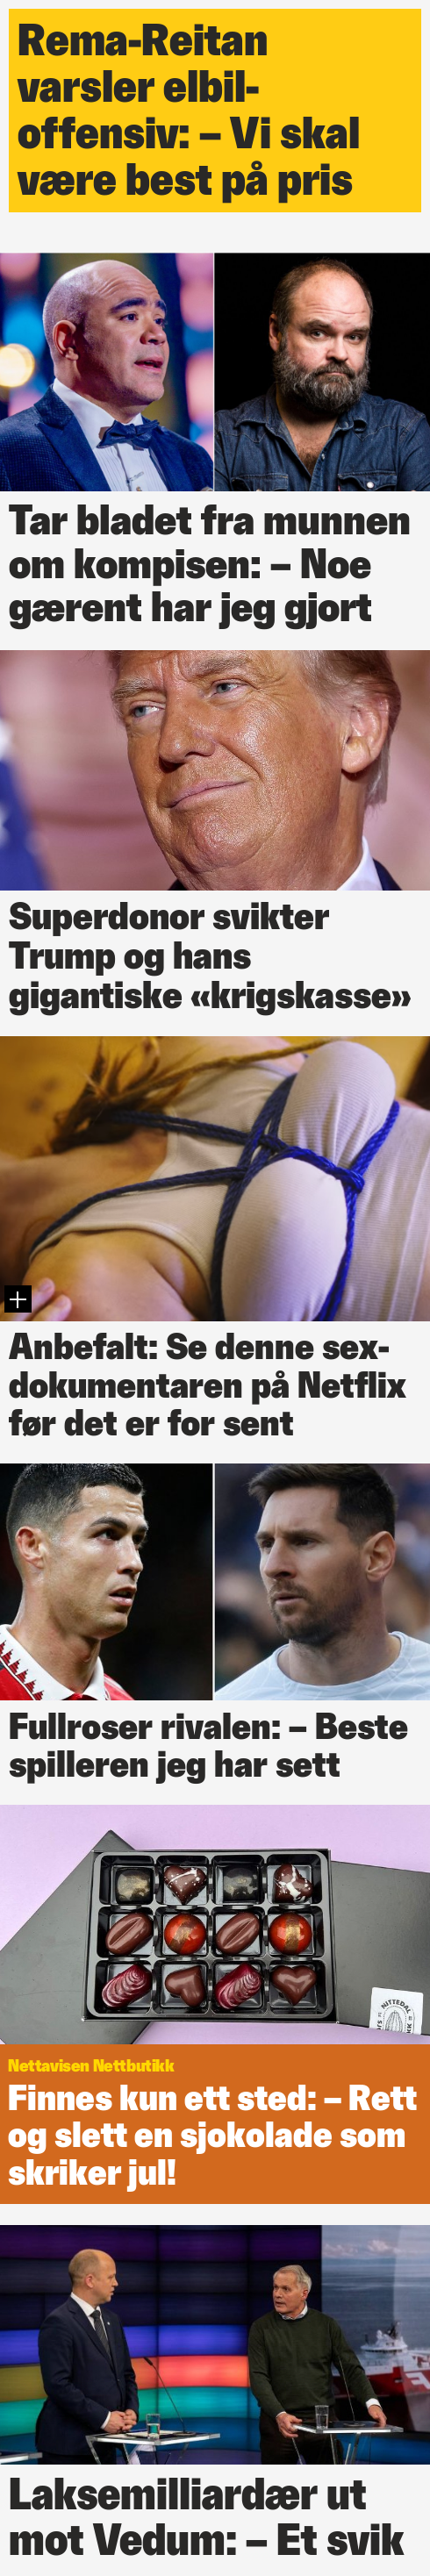 Rema-Reitan
varsler elbil-
offensiv: – Vi skal
være best på pris
Tar bladet fra munnen
om kompisen: – Noe
gærent har jeg gjort
Superdonor svikter
Trump og hans
gigantiske «krigskasse»
Anbefalt: Se denne sex-
dokumentaren på Netflix
før det er for sent
Fullroser rivalen: – Beste
spilleren jeg har sett
NITTEDAL
Nettavisen Nettbutikk
Finnes kun ett sted: – Rett
og slett en sjokolade som
skriker jul!
Laksemilliardær ut
mot Vedum: – Et svik